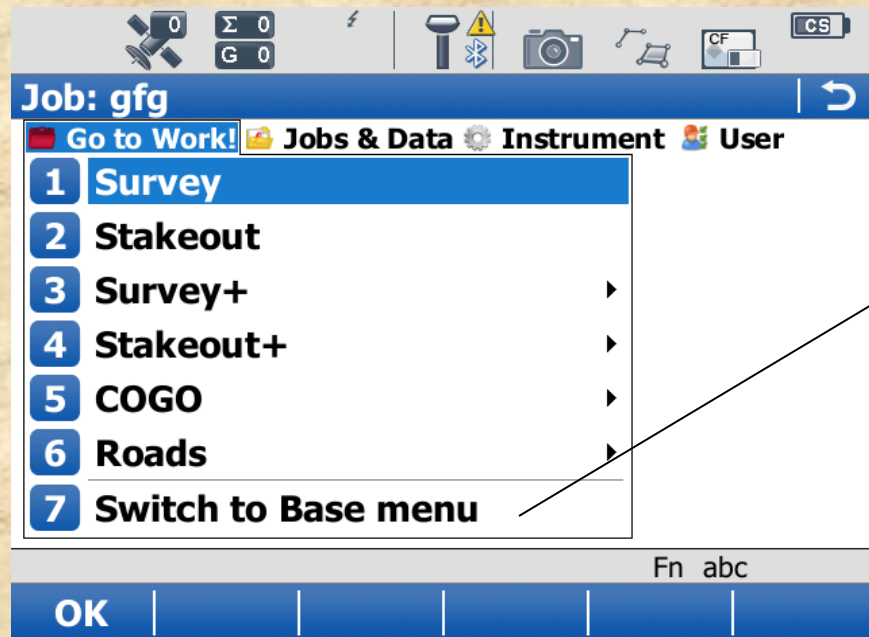 0
Σ 0
G 0
CF
CS
Job: gfg
Go to Work! Jobs & Data Instrument User
1 Survey
2 Stakeout
3 Survey+
4 Stakeout+
5 COGO
6 Roads
7 Switch to Base menu
Fn abc
OK